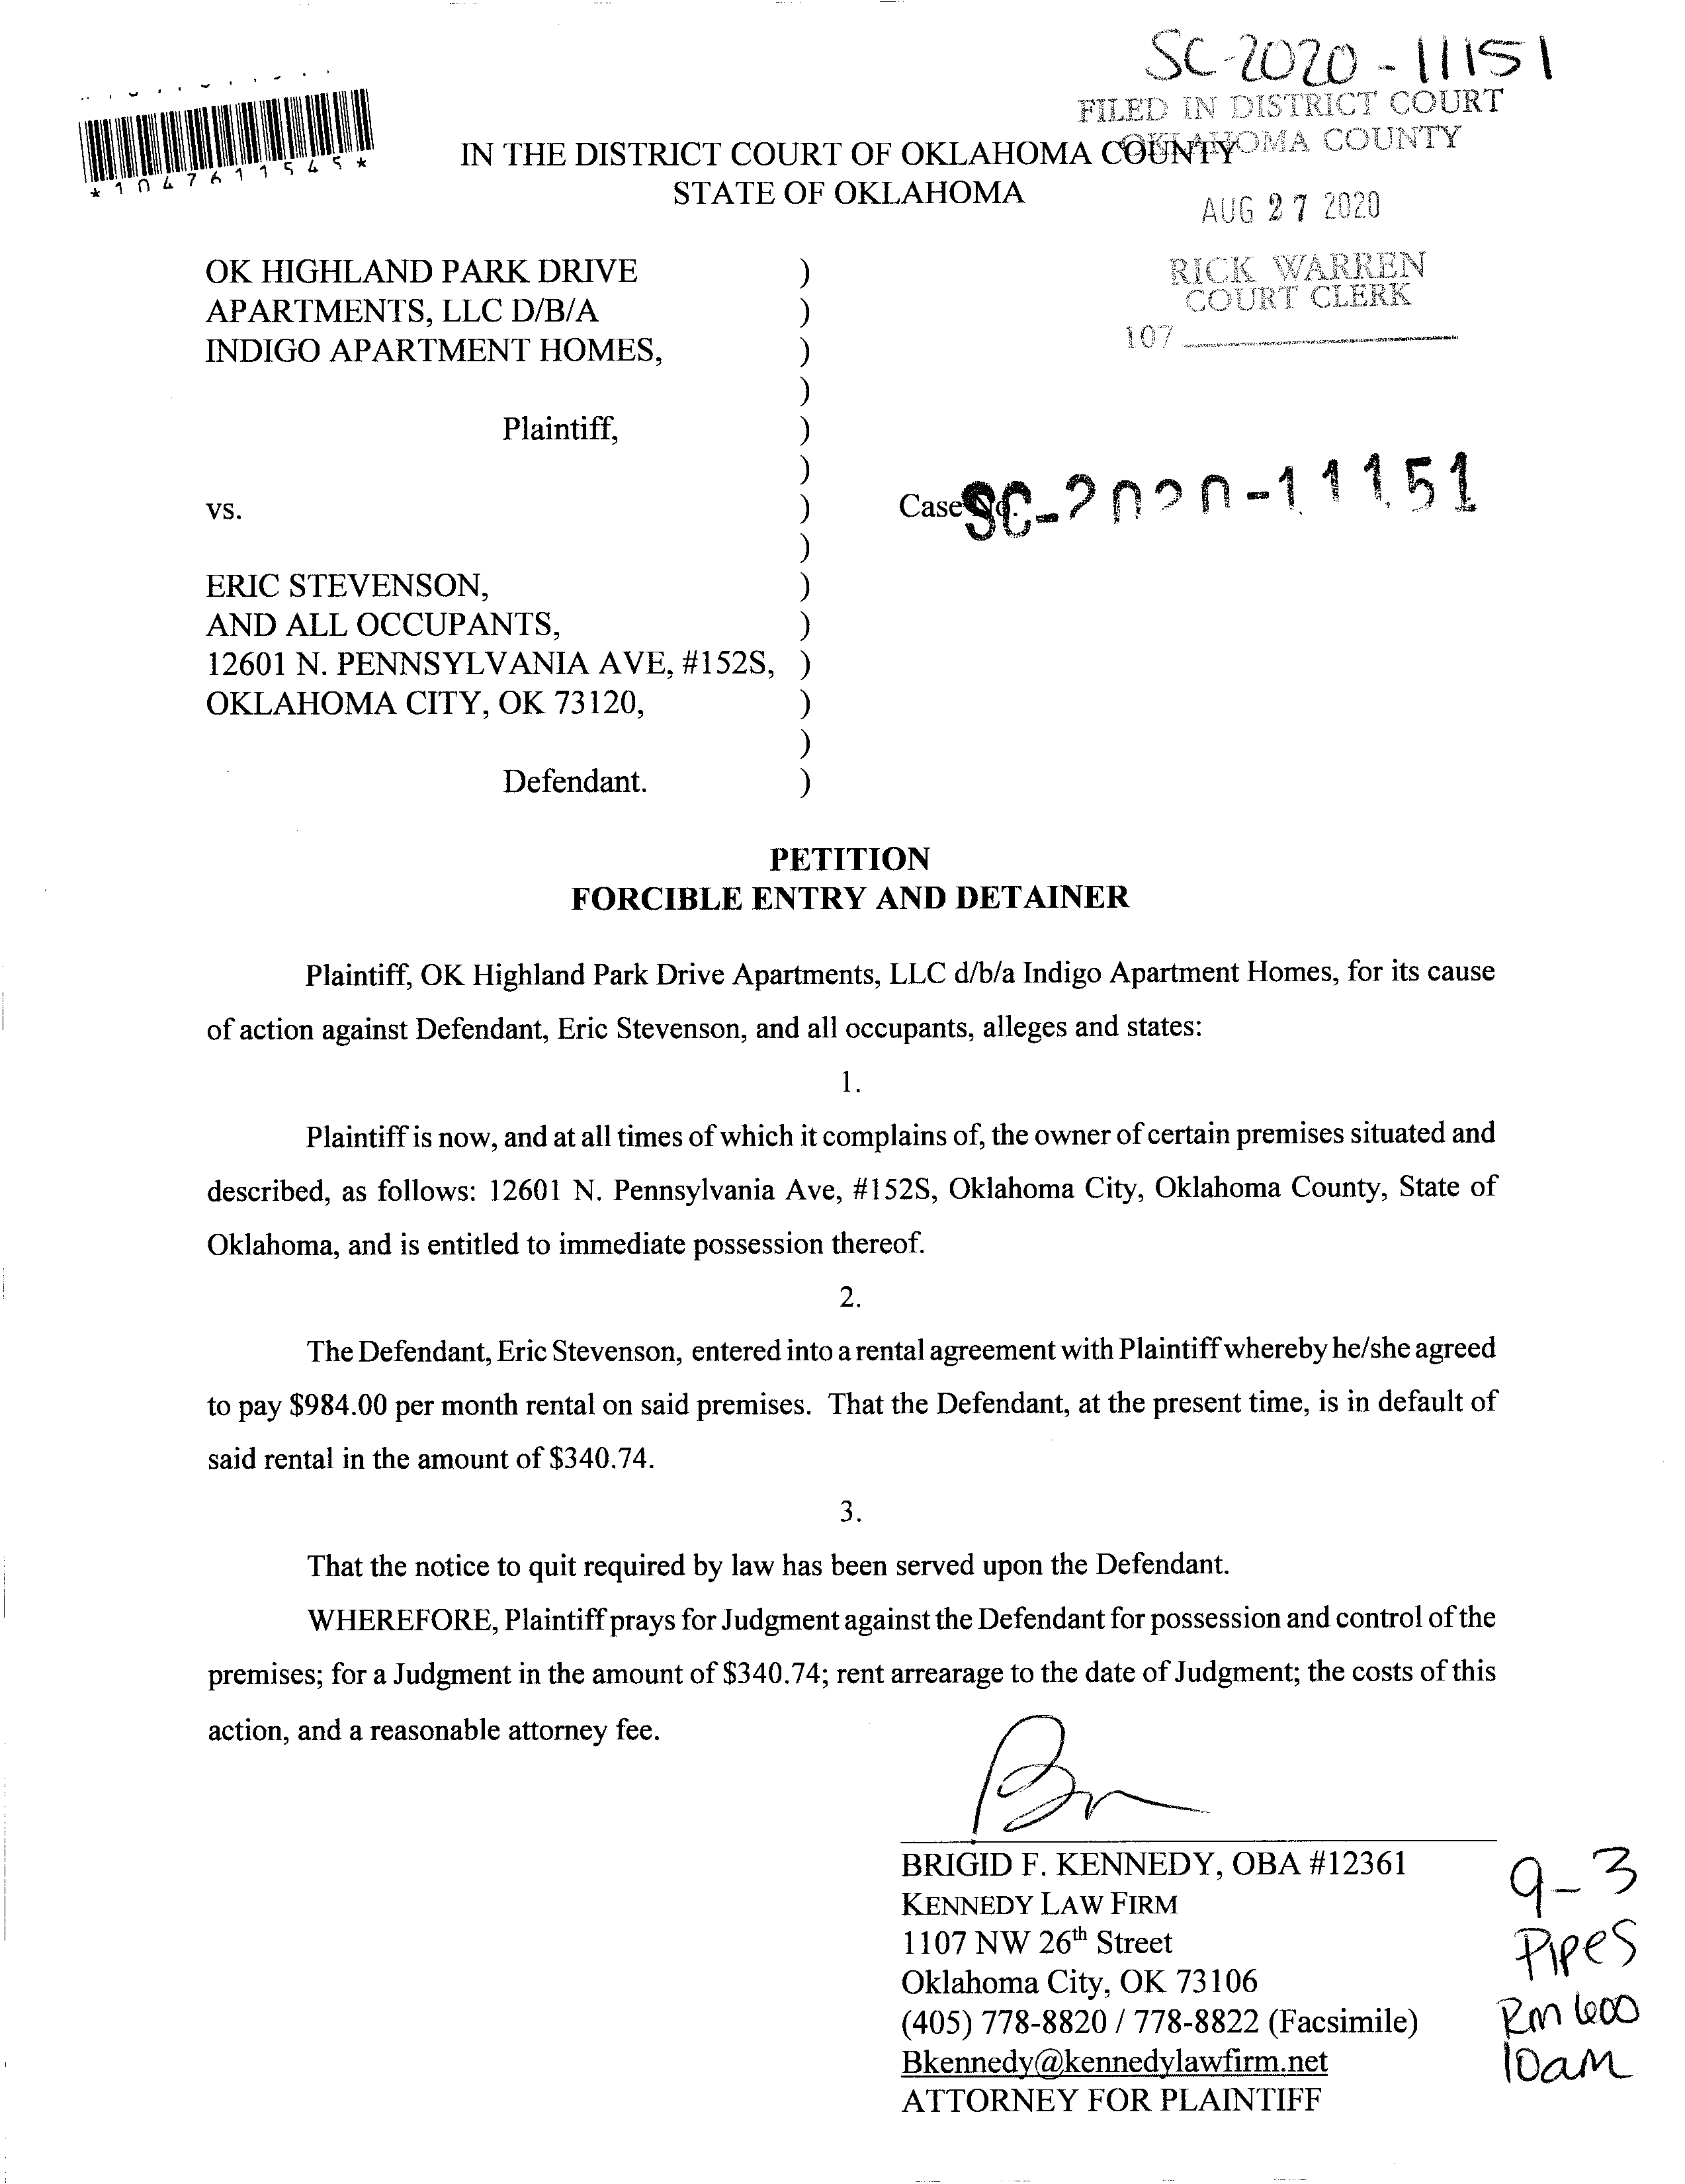 SC-2020-11151
FILED IN DISTRICT COURT
OKLAHOMA COUNTY
*1047611545*
IN THE DISTRICT COURT OF OKLAHOMA COUNTY
STATE OF OKLAHOMA
AUG 27 2020
RICK WARREN
COURT CLERK
107
OK HIGHLAND PARK DRIVE )
APARTMENTS, LLC D/B/A )
INDIGO APARTMENT HOMES, )
)
Plaintiff, )
)
vs. ) Case No. SC-2020-11151
)
ERIC STEVENSON, )
AND ALL OCCUPANTS, )
12601 N. PENNSYLVANIA AVE, #152S, )
OKLAHOMA CITY, OK 73120, )
)
Defendant. )
PETITION
FORCIBLE ENTRY AND DETAINER
Plaintiff, OK Highland Park Drive Apartments, LLC d/b/a Indigo Apartment Homes, for its cause
of action against Defendant, Eric Stevenson, and all occupants, alleges and states:
1.
Plaintiff is now, and at all times of which it complains of, the owner of certain premises situated and
described, as follows: 12601 N. Pennsylvania Ave, #152S, Oklahoma City, Oklahoma County, State of
Oklahoma, and is entitled to immediate possession thereof.
2.
The Defendant, Eric Stevenson, entered into a rental agreement with Plaintiff whereby he/she agreed
to pay $984.00 per month rental on said premises. That the Defendant, at the present time, is in default of
said rental in the amount of $340.74.
3.
That the notice to quit required by law has been served upon the Defendant.
WHEREFORE, Plaintiff prays for Judgment against the Defendant for possession and control of the
premises; for a Judgment in the amount of $340.74; rent arrearage to the date of Judgment; the costs of this
action, and a reasonable attorney fee.
BRIGID F. KENNEDY, OBA #12361
KENNEDY LAW FIRM
1107 NW 26th Street
Oklahoma City, OK 73106
(405) 778-8820 / 778-8822 (Facsimile)
Bkennedy@kennedylawfirm.net
ATTORNEY FOR PLAINTIFF
9-3
Pipes
Rm 600
10am